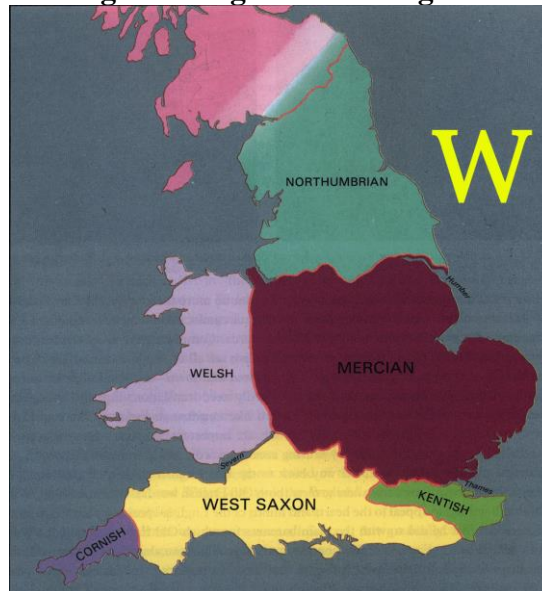 W
NORTHUMBRIAN
Humber
WELSH
MERCIAN
Severn
Thames
WEST SAXON
KENTISH
CORNISH